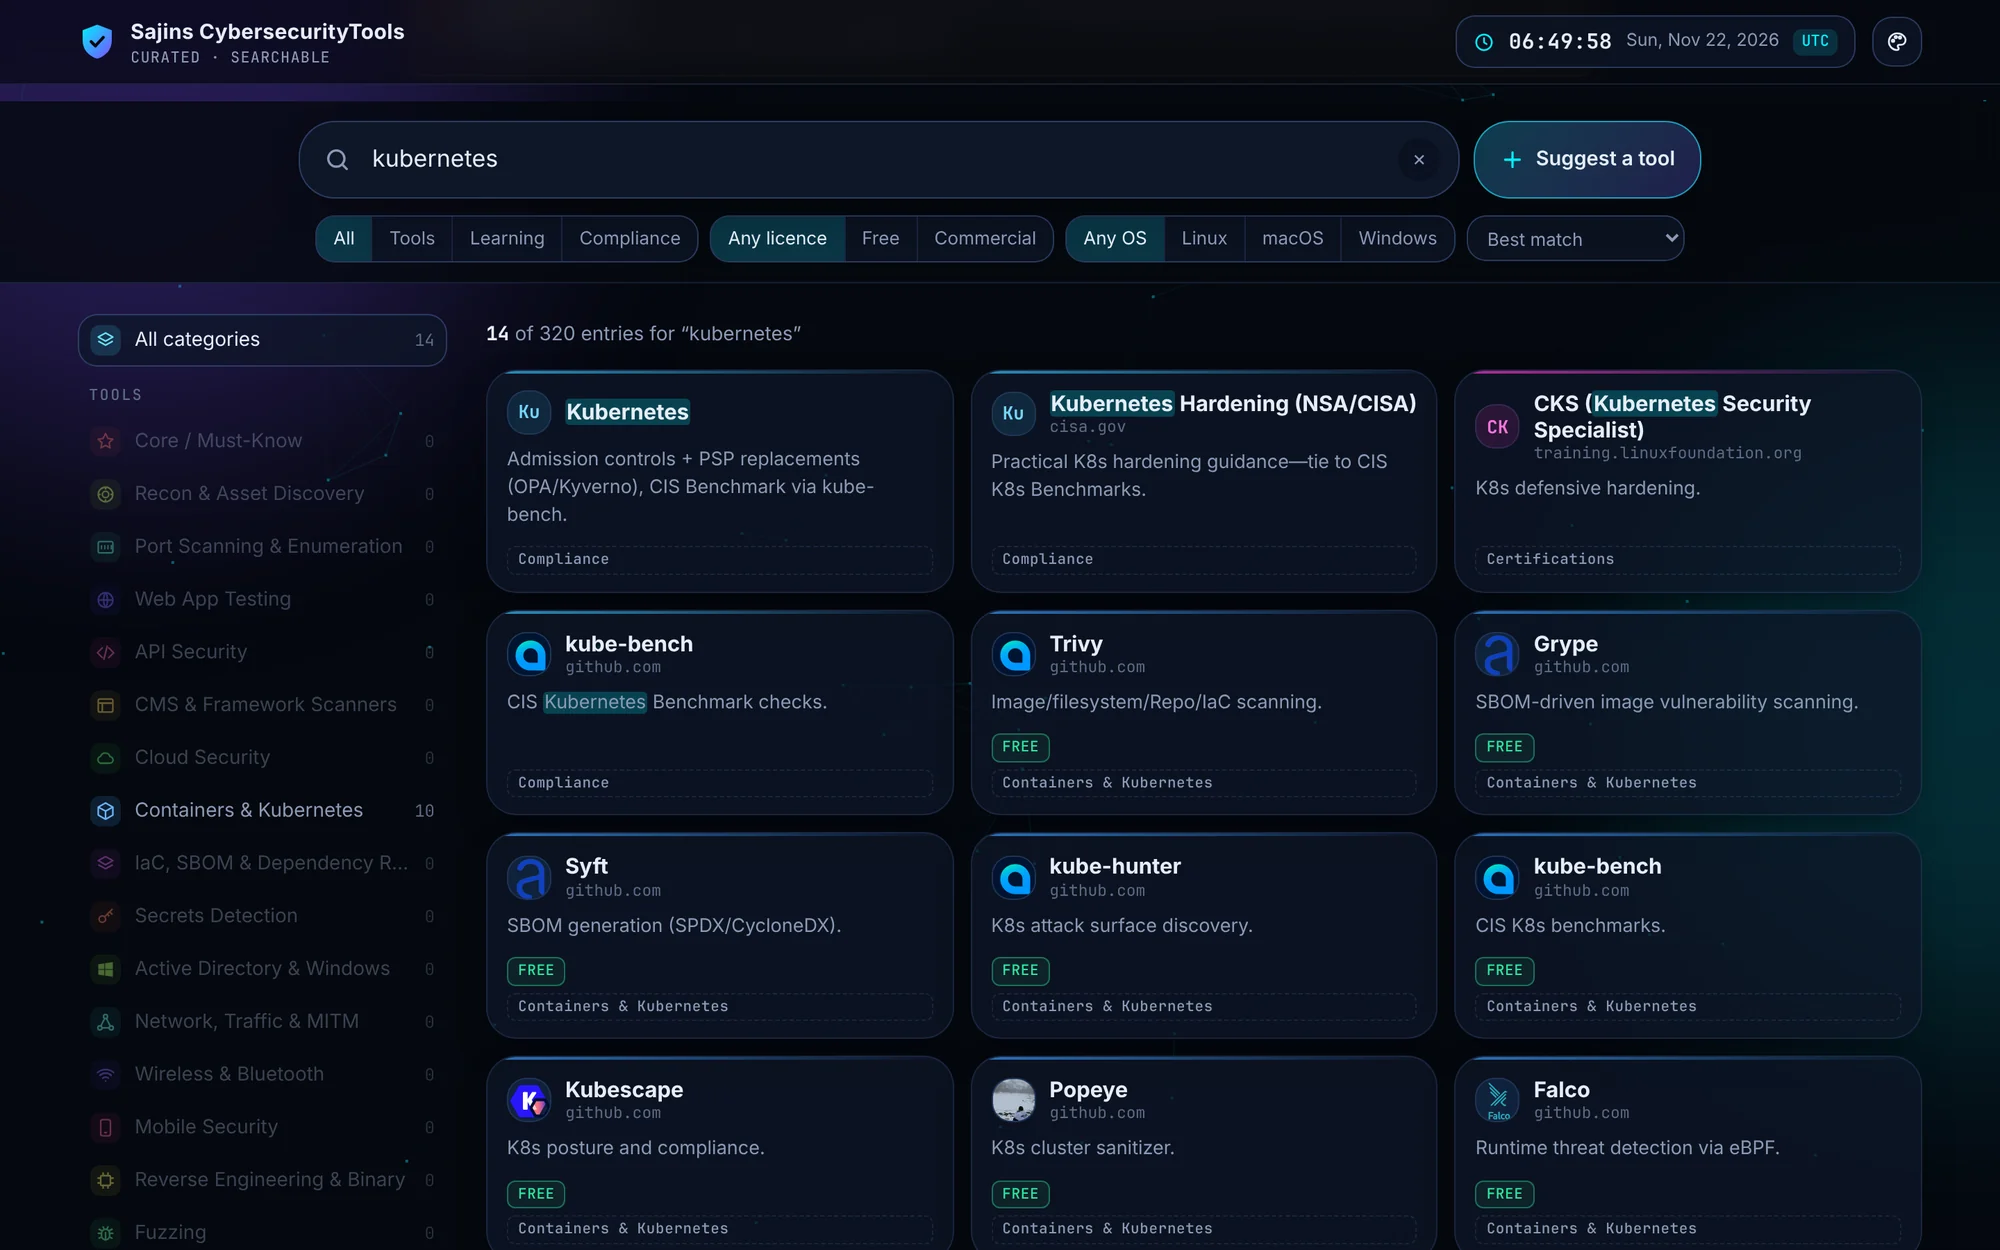 Sajins CybersecurityTools
CURATED · SEARCHABLE
06:49:58 Sun, Nov 22, 2026 UTC
kubernetes
Suggest a tool
All Tools Learning Compliance
Any licence Free Commercial
Any OS Linux macOS Windows
Best match
All categories 14
TOOLS
Core / Must-Know 0
Recon & Asset Discovery 0
Port Scanning & Enumeration 0
Web App Testing 0
API Security 0
CMS & Framework Scanners 0
Cloud Security 0
Containers & Kubernetes 10
IaC, SBOM & Dependency R... 0
Secrets Detection 0
Active Directory & Windows 0
Network, Traffic & MITM 0
Wireless & Bluetooth 0
Mobile Security 0
Reverse Engineering & Binary 0
Fuzzing 0
14 of 320 entries for “kubernetes”
Ku
Kubernetes
Admission controls + PSP replacements
(OPA/Kyverno), CIS Benchmark via kube-
bench.
Compliance
Ku
Kubernetes Hardening (NSA/CISA)
cisa.gov
Practical K8s hardening guidance—tie to CIS
K8s Benchmarks.
Compliance
CK
CKS (Kubernetes Security
Specialist)
training.linuxfoundation.org
K8s defensive hardening.
Certifications
kube-bench
github.com
CIS Kubernetes Benchmark checks.
Compliance
Trivy
github.com
Image/filesystem/Repo/IaC scanning.
FREE
Containers & Kubernetes
Grype
github.com
SBOM-driven image vulnerability scanning.
FREE
Containers & Kubernetes
Syft
github.com
SBOM generation (SPDX/CycloneDX).
FREE
Containers & Kubernetes
kube-hunter
github.com
K8s attack surface discovery.
FREE
Containers & Kubernetes
kube-bench
github.com
CIS K8s benchmarks.
FREE
Containers & Kubernetes
Kubescape
github.com
K8s posture and compliance.
FREE
Containers & Kubernetes
Popeye
github.com
K8s cluster sanitizer.
FREE
Containers & Kubernetes
Falco
Falco
github.com
Runtime threat detection via eBPF.
FREE
Containers & Kubernetes